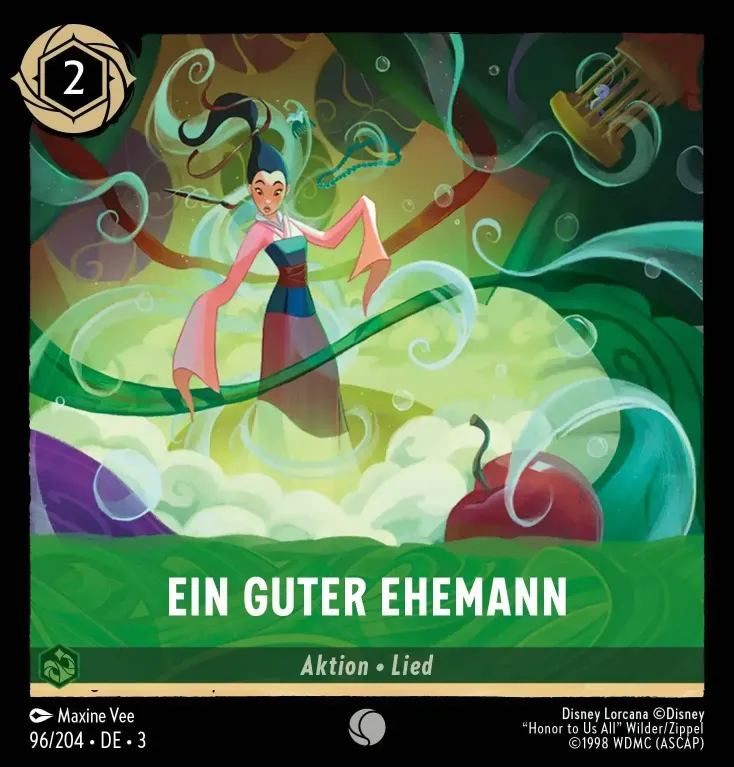 2
EIN GUTER EHEMANN
Aktion • Lied
Maxine Vee
96/204 • DE • 3
Disney Lorcana ©Disney
“Honor to Us All” Wilder/Zippel
©1998 WDMC (ASCAP)